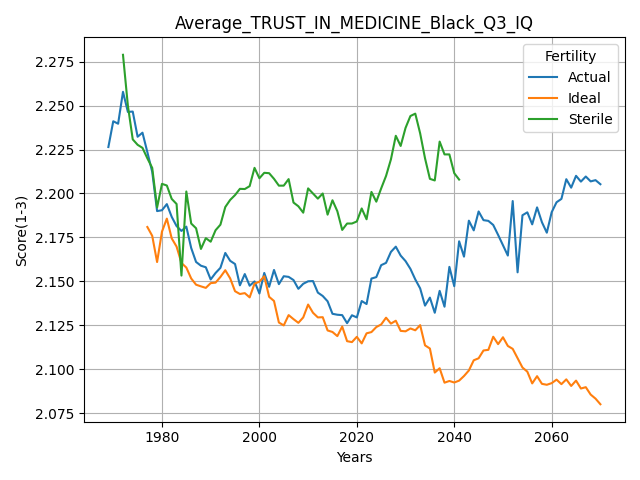 Average_TRUST_IN_MEDICINE_Black_Q3_IQ
Fertility
Actual
Ideal
Sterile
Score(1-3)
2.275
2.250
2.225
2.200
2.175
2.150
2.125
2.100
2.075
1980
2000
2020
2040
2060
Years